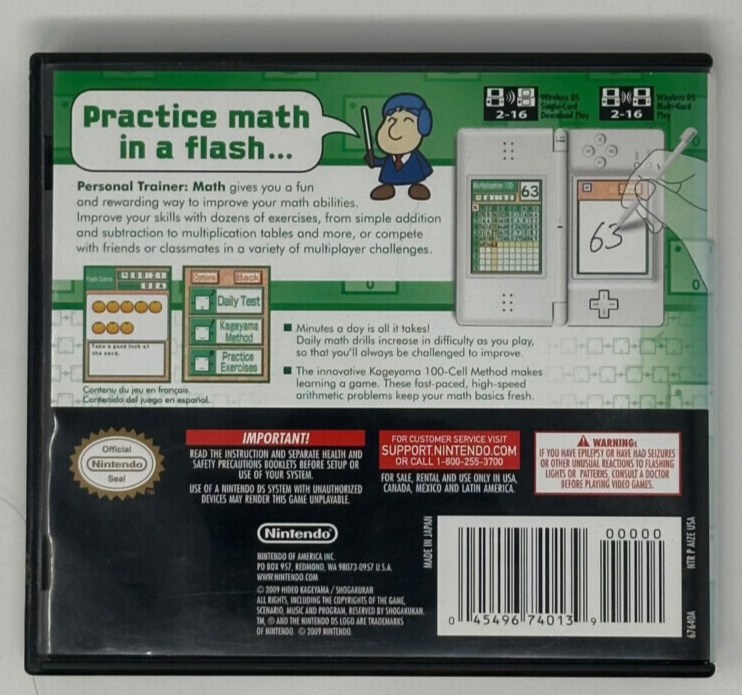 Practice math
in a flash...
2-16
Wireless DS
Single-Card
Download Play
2-16
Wireless DS
Multi-Card
Play
Personal Trainer: Math gives you a fun
and rewarding way to improve your math abilities.
Improve your skills with dozens of exercises, from simple addition
and subtraction to multiplication tables and more, or compete
with friends or classmates in a variety of multiplayer challenges.
63
63
Options
Back
Daily Test
Kageyama
Method
Practice
Exercises
Take a good look at
the card.
Contenu du jeu en français.
Contenido del juego en español.
■ Minutes a day is all it takes!
Daily math drills increase in difficulty as you play,
so that you'll always be challenged to improve.
■ The innovative Kageyama 100-Cell Method makes
learning a game. These fast-paced, high-speed
arithmetic problems keep your math basics fresh.
Official
Nintendo
Seal
IMPORTANT!
READ THE INSTRUCTION AND SEPARATE HEALTH AND
SAFETY PRECAUTIONS BOOKLETS BEFORE SETUP OR
USE OF YOUR SYSTEM.
USE OF A NINTENDO DS SYSTEM WITH UNAUTHORIZED
DEVICES MAY RENDER THIS GAME UNPLAYABLE.
FOR CUSTOMER SERVICE VISIT
SUPPORT.NINTENDO.COM
OR CALL 1-800-255-3700
FOR SALE, RENTAL AND USE ONLY IN USA,
CANADA, MEXICO AND LATIN AMERICA.
WARNING:
IF YOU HAVE EPILEPSY OR HAVE HAD SEIZURES
OR OTHER UNUSUAL REACTIONS TO FLASHING
LIGHTS OR PATTERNS, CONSULT A DOCTOR
BEFORE PLAYING VIDEO GAMES.
Nintendo
NINTENDO OF AMERICA INC.
PO BOX 957, REDMOND, WA 98073-0957 U.S.A.
WWW.NINTENDO.COM
© 2009 HIDEO KAGEYAMA / SHOGAKUKAN
ALL RIGHTS, INCLUDING THE COPYRIGHTS OF THE GAME,
SCENARIO, MUSIC AND PROGRAM, RESERVED BY SHOGAKUKAN.
TM, ® AND THE NINTENDO DS LOGO ARE TRADEMARKS
OF NINTENDO. © 2009 NINTENDO.
MADE IN JAPAN
00000
0 45496 74013 9
NTR P AIZE USA
67640A